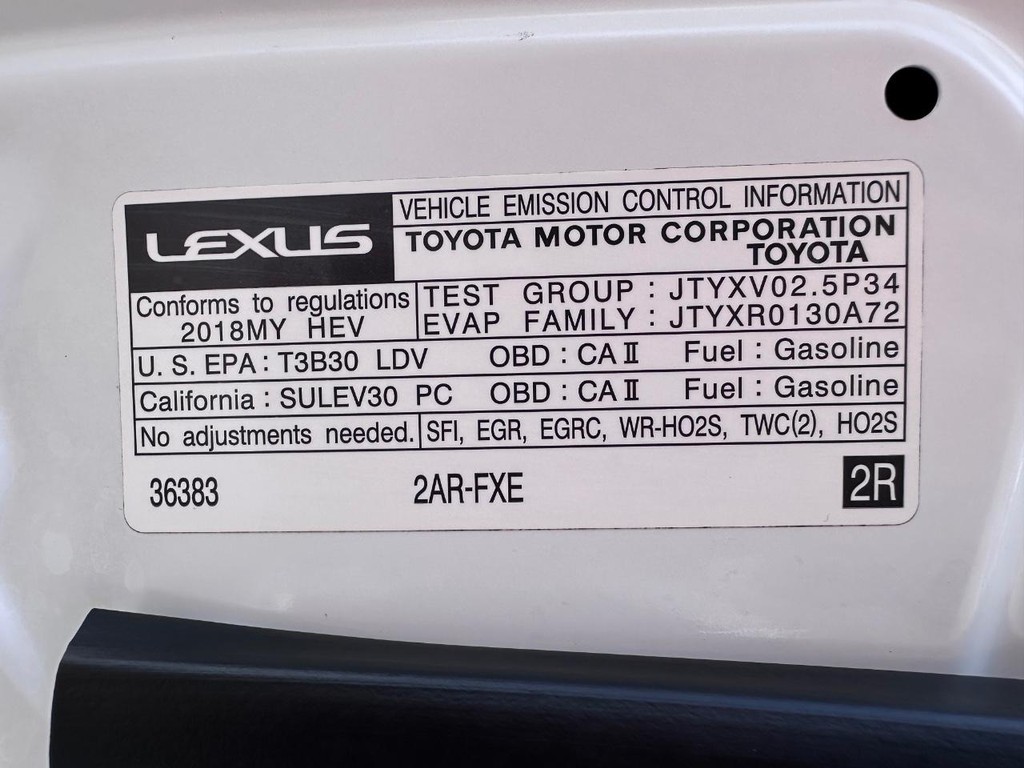 LEXUS
VEHICLE EMISSION CONTROL INFORMATION
TOYOTA MOTOR CORPORATION
TOYOTA
Conforms to regulations
2018MY HEV
TEST GROUP : JTYXV02.5P34
EVAP FAMILY : JTYXR0130A72
U. S. EPA : T3B30 LDV OBD : CA II Fuel : Gasoline
California : SULEV30 PC OBD : CA II Fuel : Gasoline
No adjustments needed. SFI, EGR, EGRC, WR-HO2S, TWC(2), HO2S
36383 2AR-FXE 2R